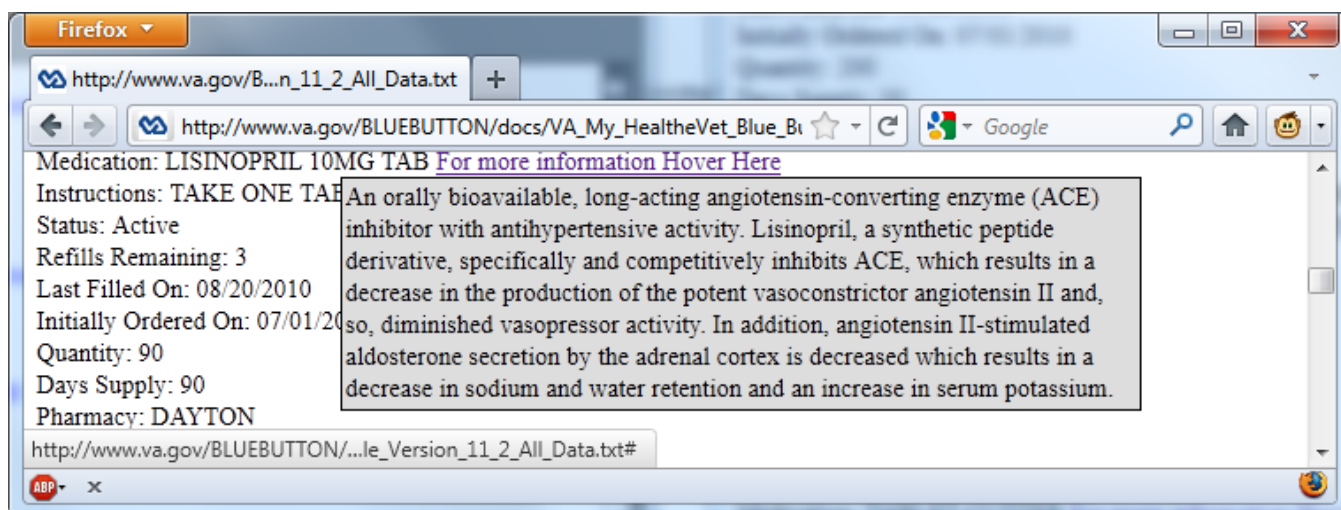 Firefox
http://www.va.gov/B...n_11_2_All_Data.txt
http://www.va.gov/BLUEBUTTON/docs/VA_My_HealtheVet_Blue_Bu
Google
Medication: LISINOPRIL 10MG TAB For more information Hover Here
Instructions: TAKE ONE TAB
Status: Active
Refills Remaining: 3
Last Filled On: 08/20/2010
Initially Ordered On: 07/01/20
Quantity: 90
Days Supply: 90
Pharmacy: DAYTON
An orally bioavailable, long-acting angiotensin-converting enzyme (ACE)
inhibitor with antihypertensive activity. Lisinopril, a synthetic peptide
derivative, specifically and competitively inhibits ACE, which results in a
decrease in the production of the potent vasoconstrictor angiotensin II and,
so, diminished vasopressor activity. In addition, angiotensin II-stimulated
aldosterone secretion by the adrenal cortex is decreased which results in a
decrease in sodium and water retention and an increase in serum potassium.
http://www.va.gov/BLUEBUTTON/...le_Version_11_2_All_Data.txt#
ABP